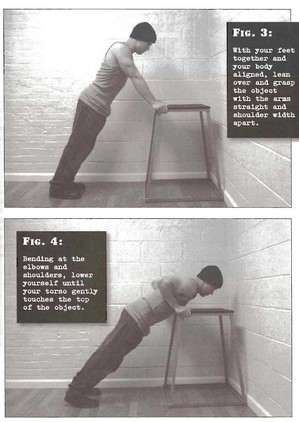 FIG. 3:
With your feet
together and
your body
aligned, lean
over and grasp
the object
with the arms
straight and
shoulder width
apart.
FIG. 4:
Bending at the
elbows and
shoulders, lower
yourself until
your torso gently
touches the top
of the object.